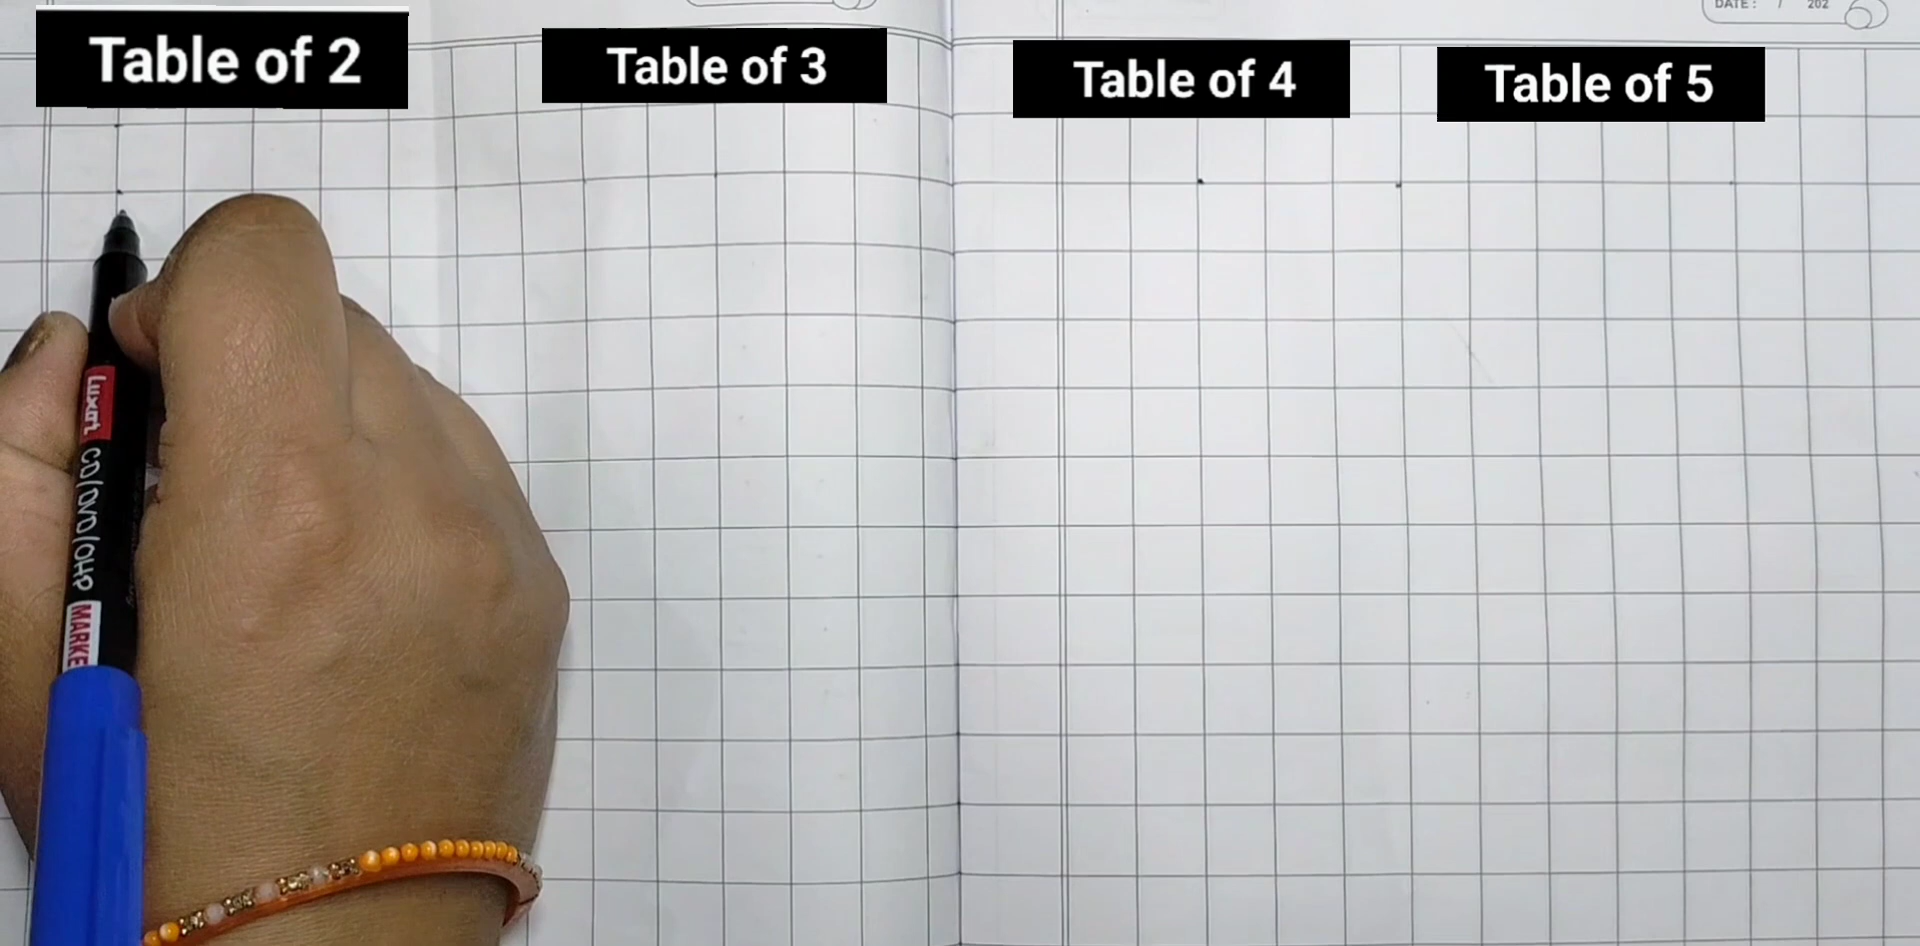 DATE : / 202
Table of 2
Table of 3
Table of 4
Table of 5
Luxor CD/DVD/OHP MARKE